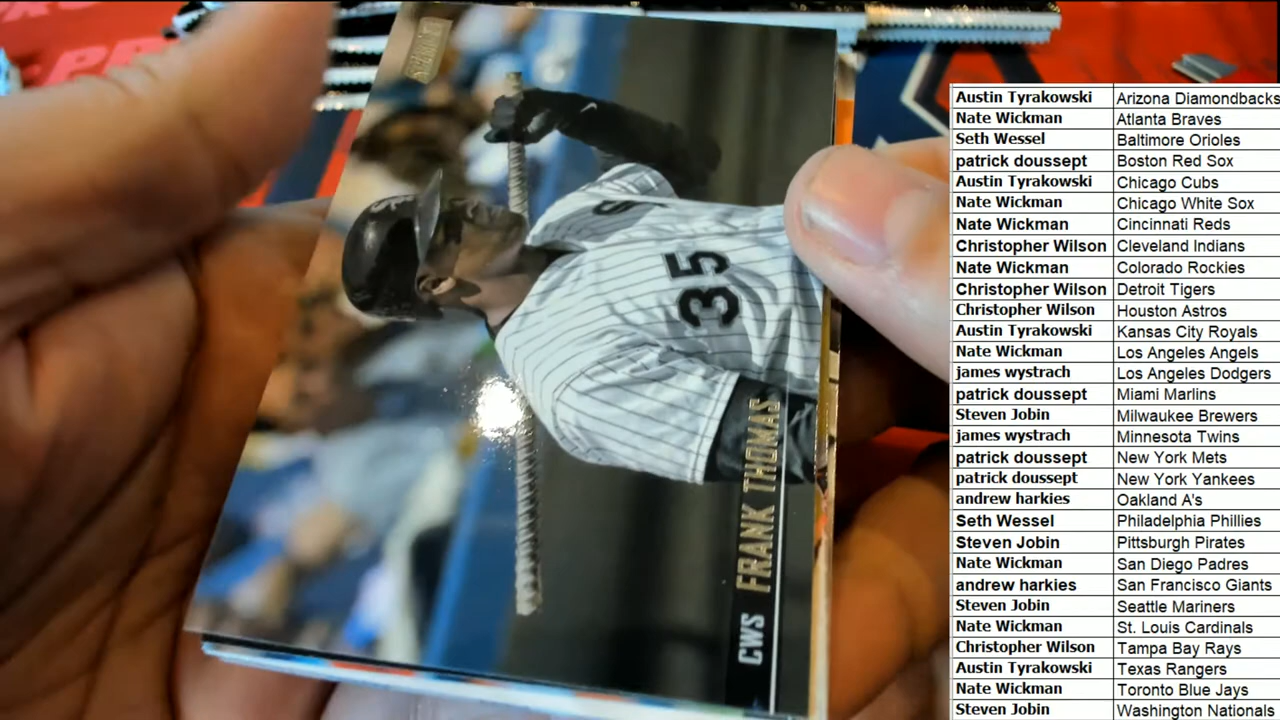 CWS FRANK THOMAS
35
Austin Tyrakowski Arizona Diamondbacks
Nate Wickman Atlanta Braves
Seth Wessel Baltimore Orioles
patrick doussept Boston Red Sox
Austin Tyrakowski Chicago Cubs
Nate Wickman Chicago White Sox
Nate Wickman Cincinnati Reds
Christopher Wilson Cleveland Indians
Nate Wickman Colorado Rockies
Christopher Wilson Detroit Tigers
Christopher Wilson Houston Astros
Austin Tyrakowski Kansas City Royals
Nate Wickman Los Angeles Angels
james wystrach Los Angeles Dodgers
patrick doussept Miami Marlins
Steven Jobin Milwaukee Brewers
james wystrach Minnesota Twins
patrick doussept New York Mets
patrick doussept New York Yankees
andrew harkies Oakland A's
Seth Wessel Philadelphia Phillies
Steven Jobin Pittsburgh Pirates
Nate Wickman San Diego Padres
andrew harkies San Francisco Giants
Steven Jobin Seattle Mariners
Nate Wickman St. Louis Cardinals
Christopher Wilson Tampa Bay Rays
Austin Tyrakowski Texas Rangers
Nate Wickman Toronto Blue Jays
Steven Jobin Washington Nationals